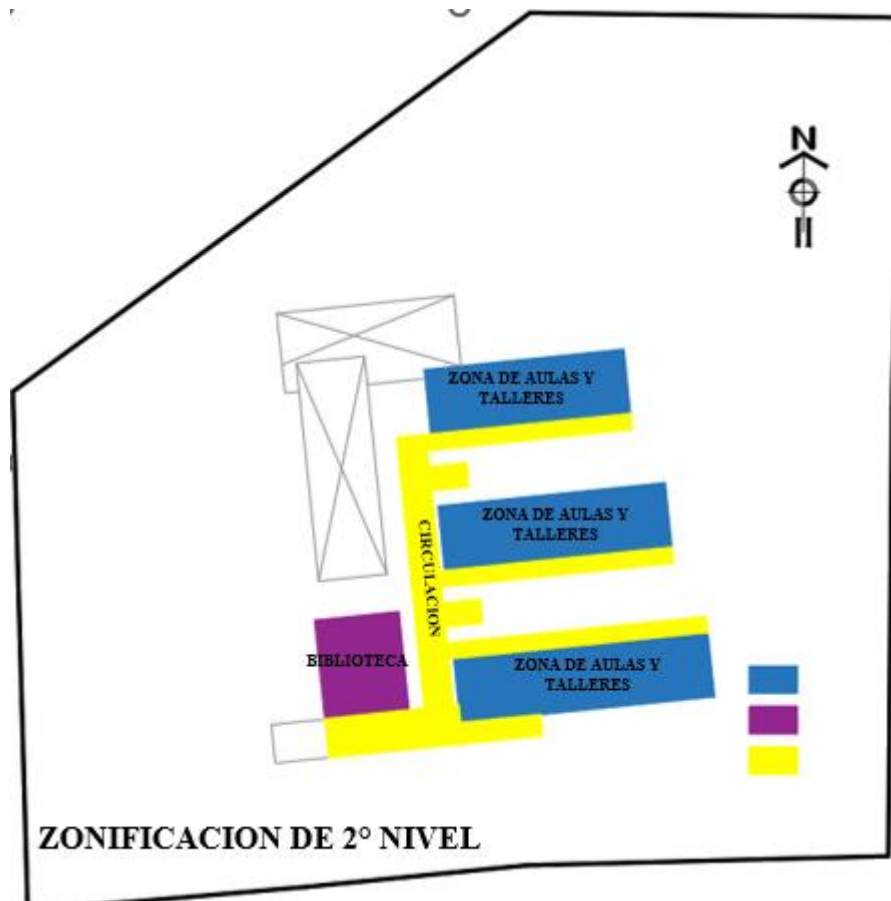 N
ZONA DE AULAS Y
TALLERES
ZONA DE AULAS Y
TALLERES
CIRCULACION
BIBLIOTECA
ZONA DE AULAS Y
TALLERES
ZONIFICACION DE 2° NIVEL